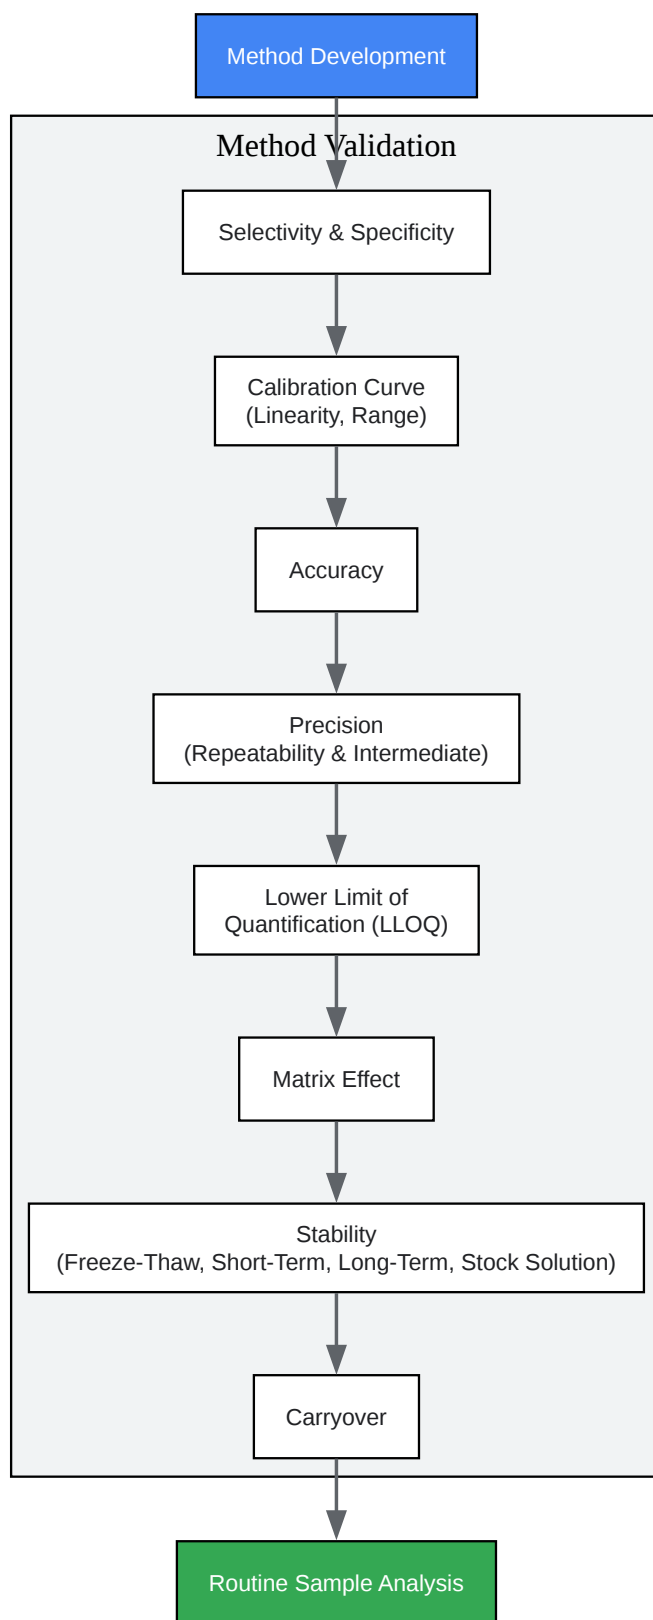 Method Development
Method Validation
Selectivity & Specificity
Calibration Curve
(Linearity, Range)
Accuracy
Precision
(Repeatability & Intermediate)
Lower Limit of
Quantification (LLOQ)
Matrix Effect
Stability
(Freeze-Thaw, Short-Term, Long-Term, Stock Solution)
Carryover
Routine Sample Analysis